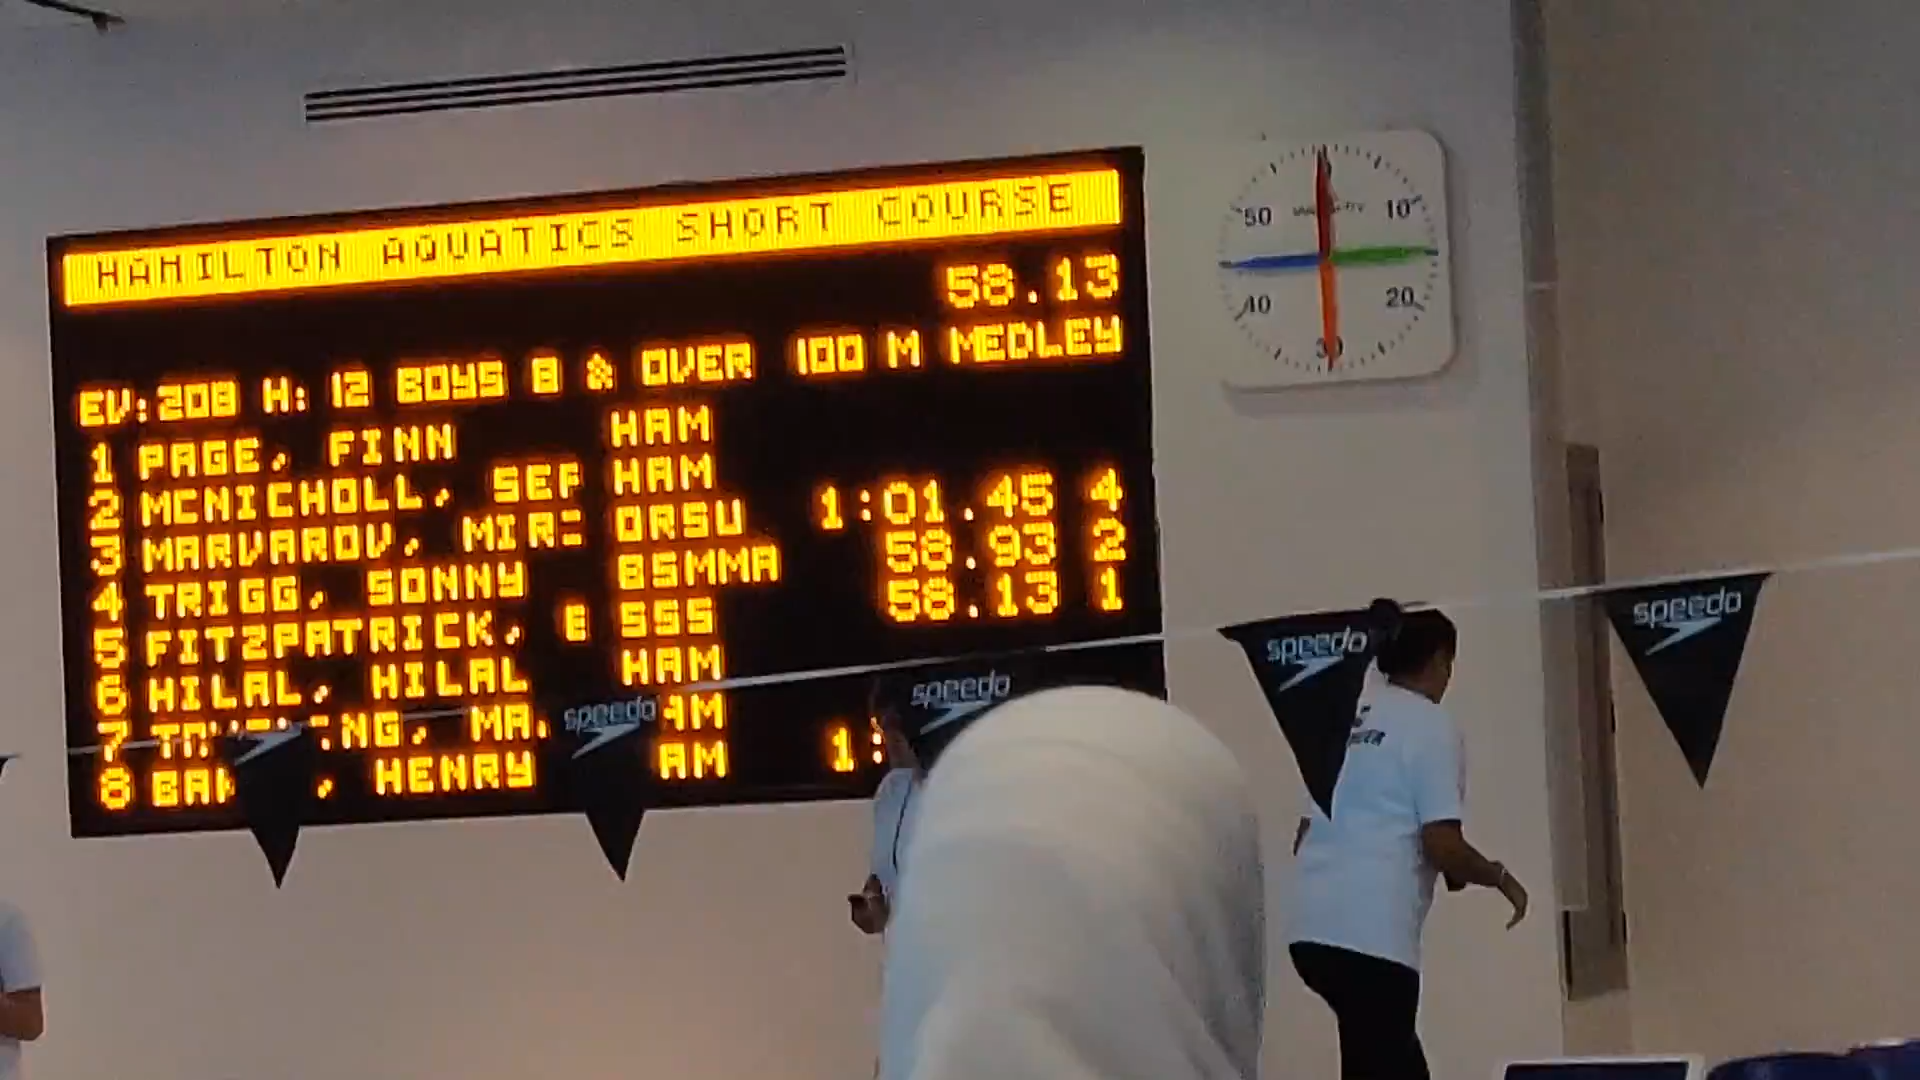 HAMILTON AQUATICS SHORT COURSE
58.13
EV:208 H: 12 BOYS 8 & OVER 100 M MEDLEY
1 PAGE, FINN HAM
2 MCNICHOLL, SEF HAM
3 MARVAROV, ORSU 1:01.45 4
4 TRIGG, SONNY BSMMA 58.93 2
5 FITZPATRICK, SSS 58.13 1
6 HILAL, HILAL HAM
7
8 HENRY
50 10
40 20
30
speedo
speedo
speedo
speedo